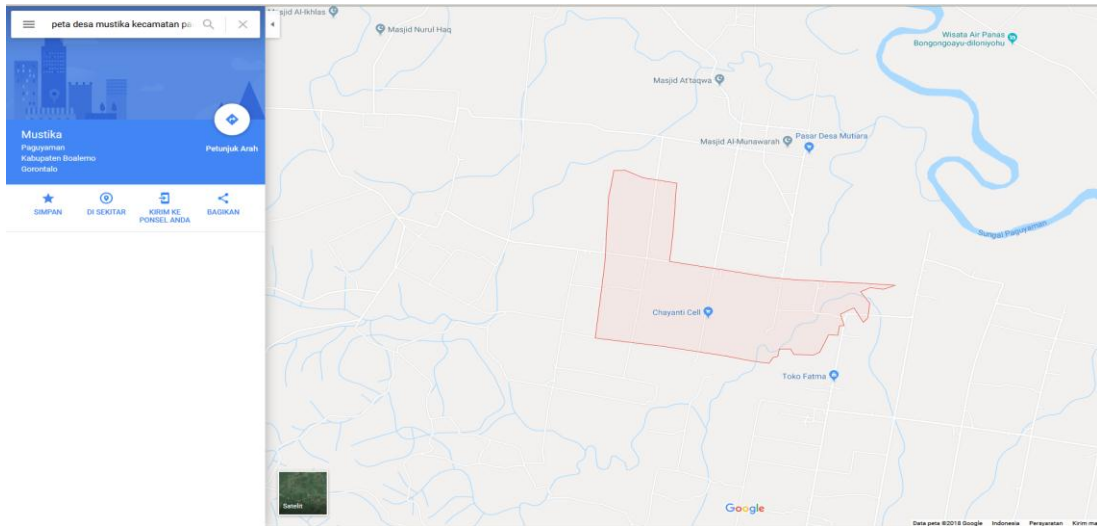 peta desa mustika kecamatan pa
Mustika
Paguyaman
Kabupaten Boalemo
Gorontalo
Petunjuk Arah
SIMPAN
DI SEKITAR
KIRIM KE
PONSEL ANDA
BAGIKAN
Masjid Nurul Haq
Wisata Air Panas
Bongongoayu-diloniyohu
Masjid At'taqwa
Masjid Al-Munawarah
Pasar Desa Mutiara
Sungai Paguyaman
Chayanti Cell
Toko Fatma
Satelit
Google
Data peta ©2018 Google Indonesia Persyaratan Kirim ma